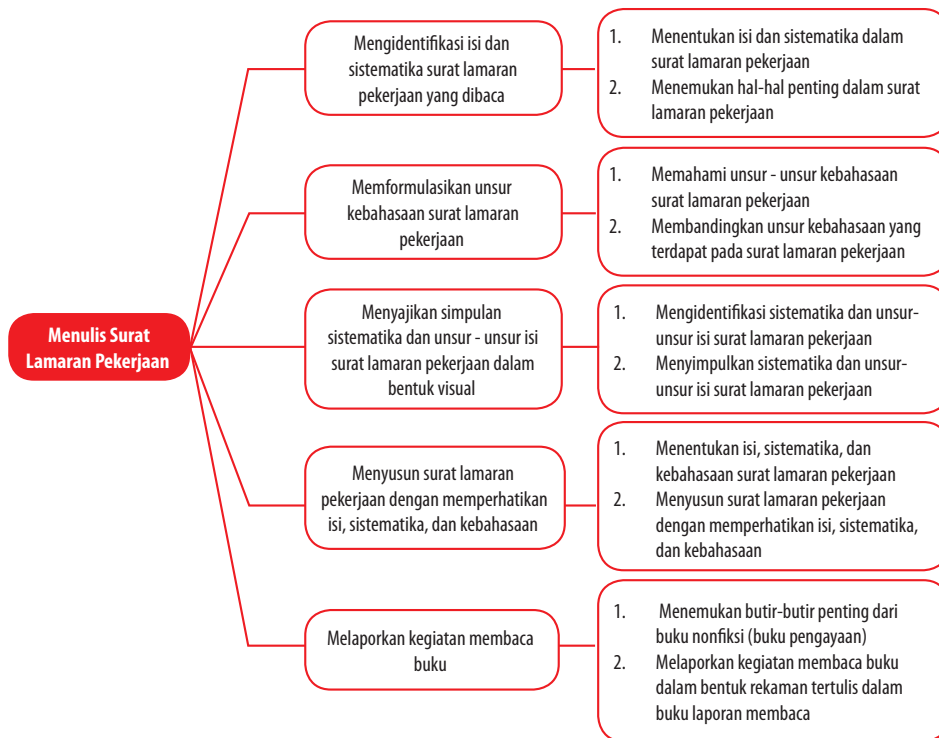 Menulis Surat
Lamaran Pekerjaan
Mengidentifikasi isi dan
sistematika surat lamaran
pekerjaan yang dibaca
1. Menentukan isi dan sistematika dalam
surat lamaran pekerjaan
2. Menemukan hal-hal penting dalam surat
lamaran pekerjaan
Memformulasikan unsur
kebahasaan surat lamaran
pekerjaan
1. Memahami unsur - unsur kebahasaan
surat lamaran pekerjaan
2. Membandingkan unsur kebahasaan yang
terdapat pada surat lamaran pekerjaan
Menyajikan simpulan
sistematika dan unsur - unsur isi
surat lamaran pekerjaan dalam
bentuk visual
1. Mengidentifikasi sistematika dan unsur-
unsur isi surat lamaran pekerjaan
2. Menyimpulkan sistematika dan unsur-
unsur isi surat lamaran pekerjaan
Menyusun surat lamaran
pekerjaan dengan memperhatikan
isi, sistematika, dan kebahasaan
1. Menentukan isi, sistematika, dan
kebahasaan surat lamaran pekerjaan
2. Menyusun surat lamaran pekerjaan
dengan memperhatikan isi, sistematika,
dan kebahasaan
Melaporkan kegiatan membaca
buku
1. Menemukan butir-butir penting dari
buku nonfiksi (buku pengayaan)
2. Melaporkan kegiatan membaca buku
dalam bentuk rekaman tertulis dalam
buku laporan membaca